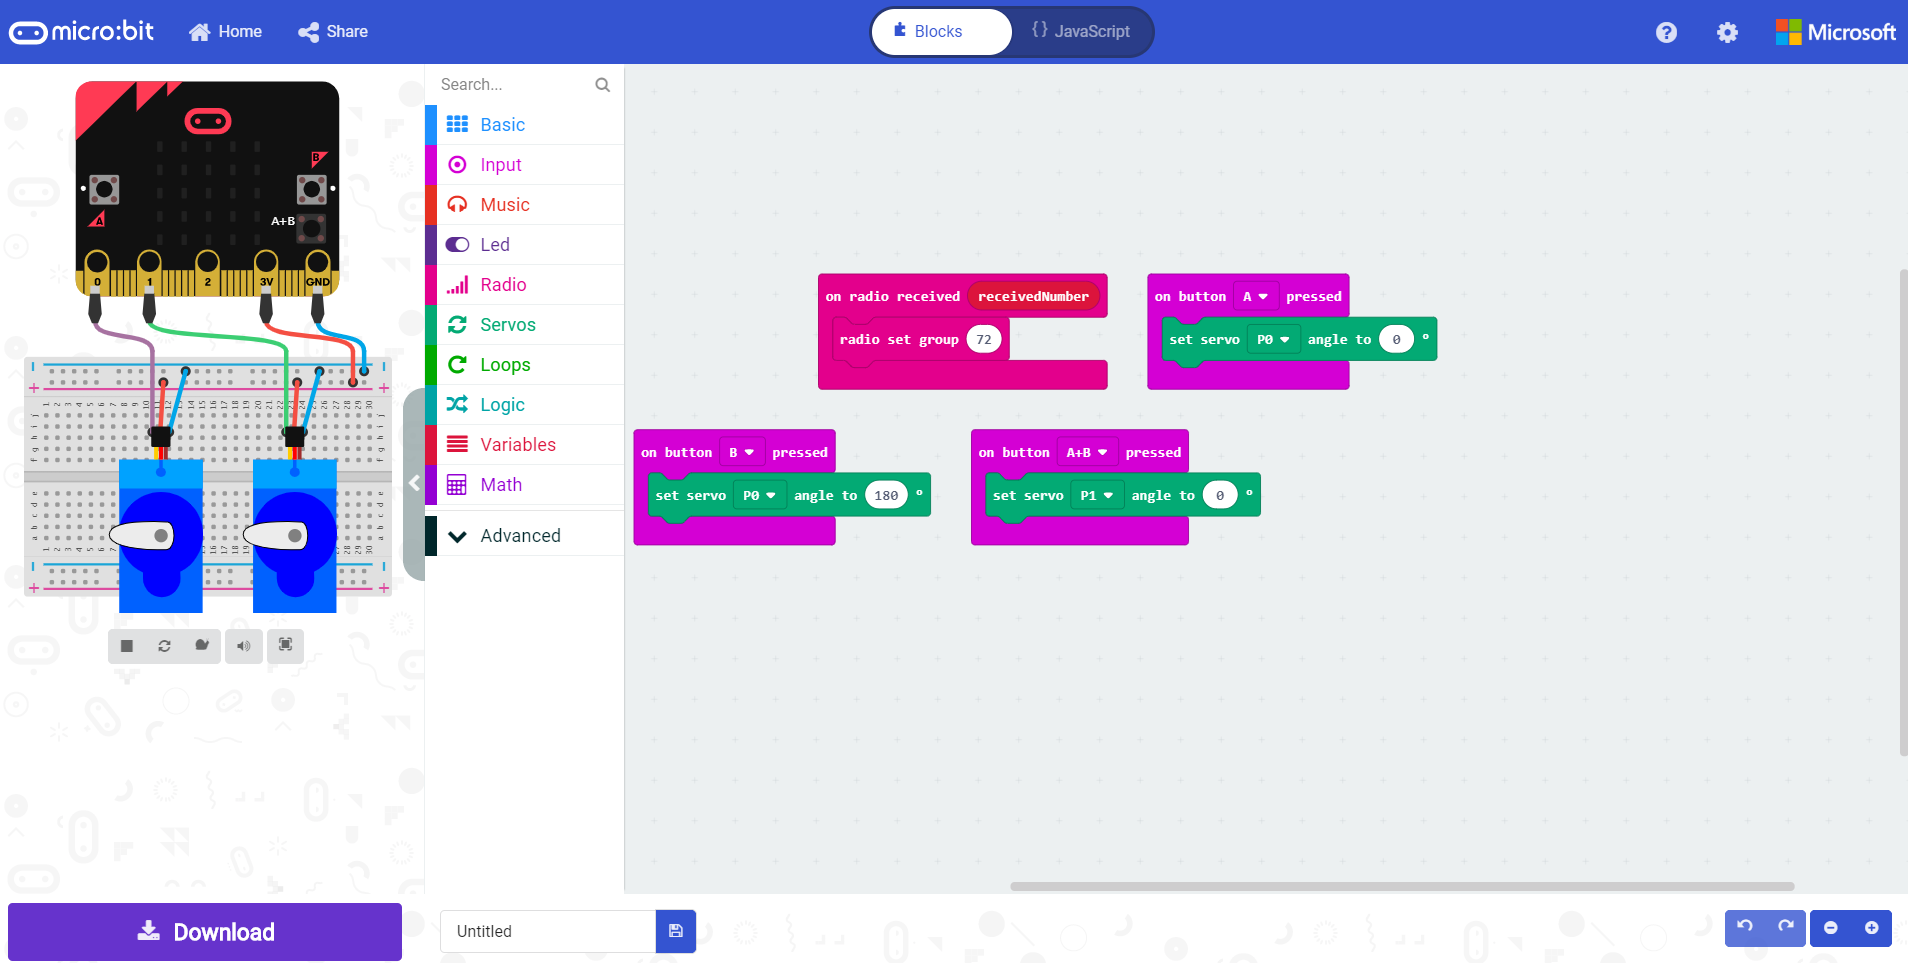 micro:bit
Home
Share
Blocks
{} JavaScript
?
Microsoft
B
A
A+B
0 1 2 3V GND
Search...
Basic
Input
Music
Led
Radio
Servos
Loops
Logic
Variables
Math
Advanced
on radio received receivedNumber
radio set group 72
on button A pressed
set servo P0 angle to 0 °
on button B pressed
set servo P0 angle to 180 °
on button A+B pressed
set servo P1 angle to 0 °
Download
Untitled